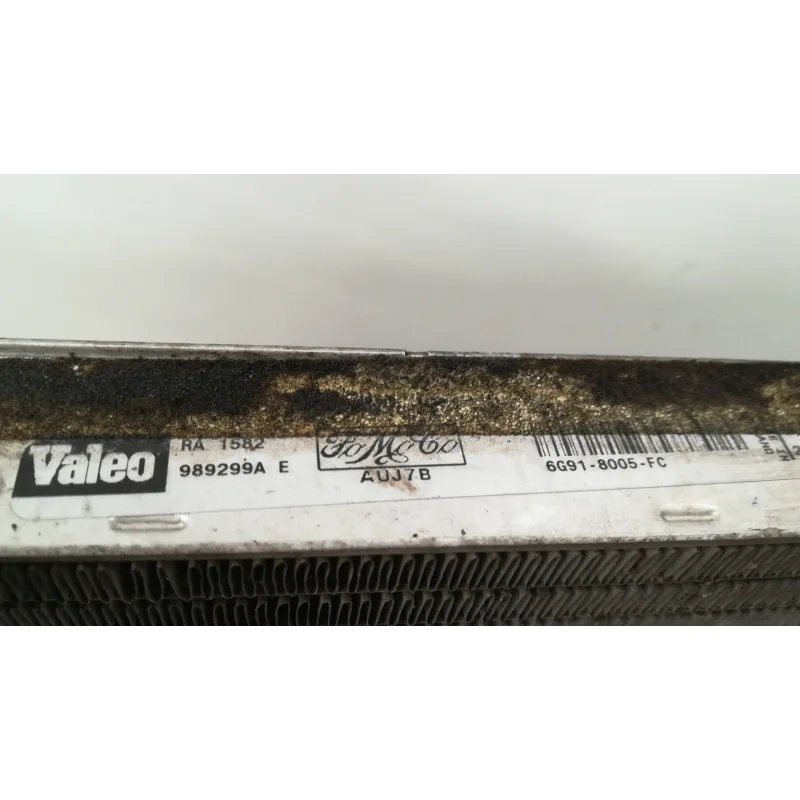 Valeo
RA 1582
989299A E
FoMoCo
AUJ7B
6G91-8005-FC